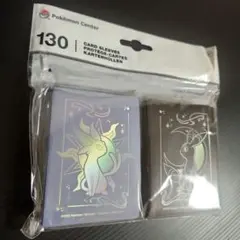 Pokémon Center
130
CARD SLEEVES
PROTÈGE-CARTES
KARTENHÜLLEN